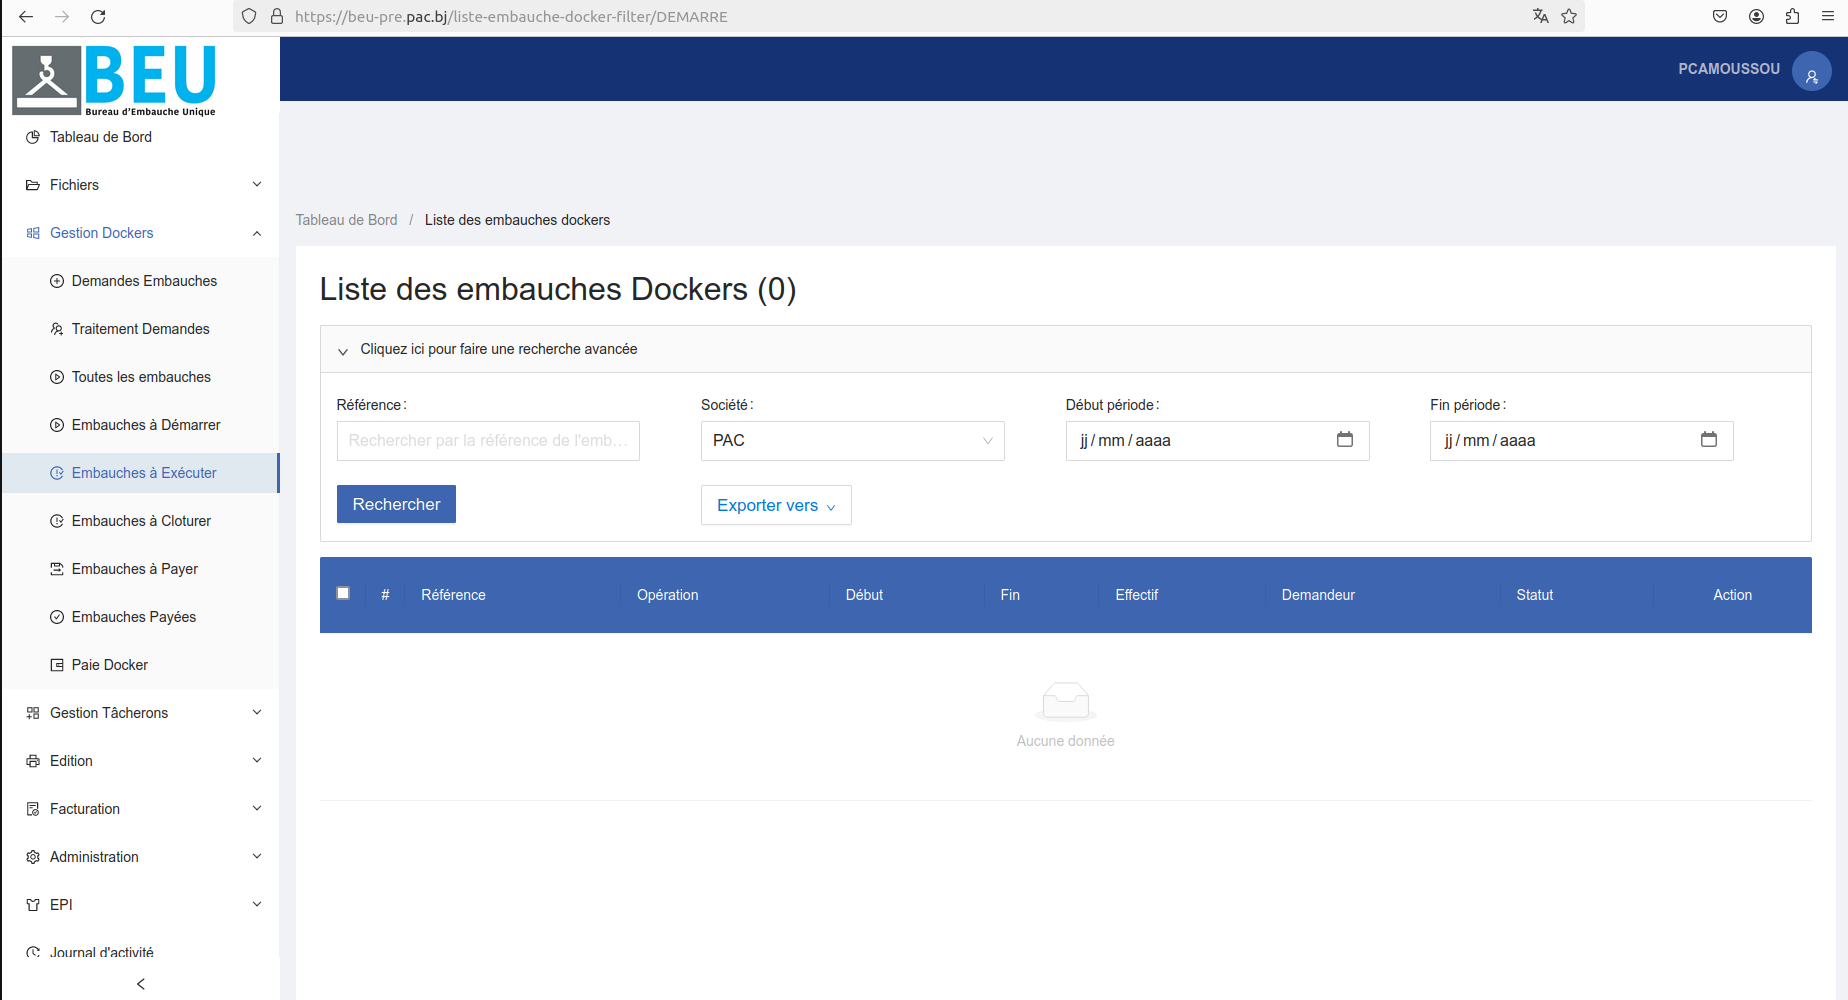 https://beu-pre.pac.bj/liste-embauche-docker-filter/DEMARRE
BEU
Bureau d'Embauche Unique
PCAMOUSSOU
Tableau de Bord
Fichiers
Gestion Dockers
Demandes Embauches
Traitement Demandes
Toutes les embauches
Embauches à Démarrer
Embauches à Exécuter
Embauches à Cloturer
Embauches à Payer
Embauches Payées
Paie Docker
Gestion Tâcherons
Edition
Facturation
Administration
EPI
Journal d'activité
Tableau de Bord / Liste des embauches dockers
Liste des embauches Dockers (0)
Cliquez ici pour faire une recherche avancée
Référence : Société : Début période : Fin période :
Rechercher par la référence de l'emb... PAC jj/mm/aaaa jj/mm/aaaa
Rechercher Exporter vers
# Référence Opération Début Fin Effectif Demandeur Statut Action
Aucune donnée